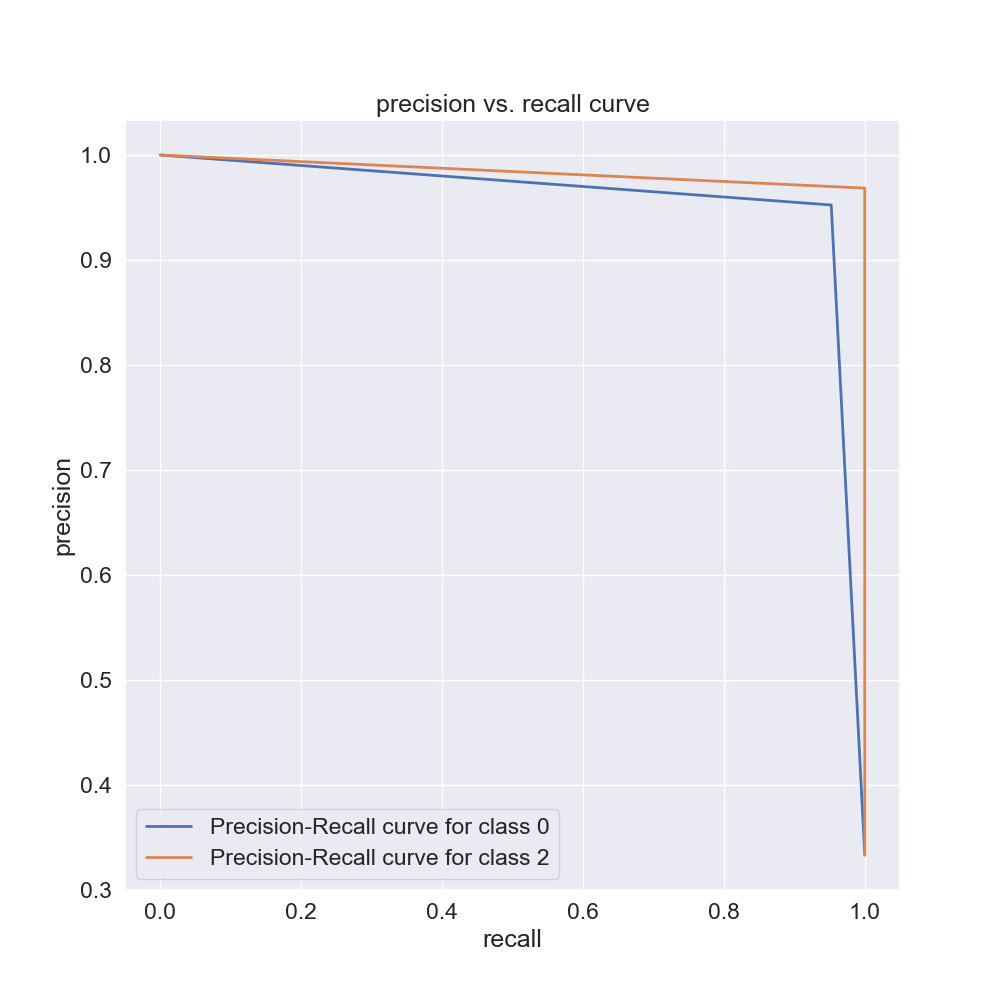 precision vs. recall curve
1.0
0.9
0.8
0.7
0.6
0.5
0.4
0.3
precision
Precision-Recall curve for class 0
Precision-Recall curve for class 2
0.0 0.2 0.4 0.6 0.8 1.0
recall